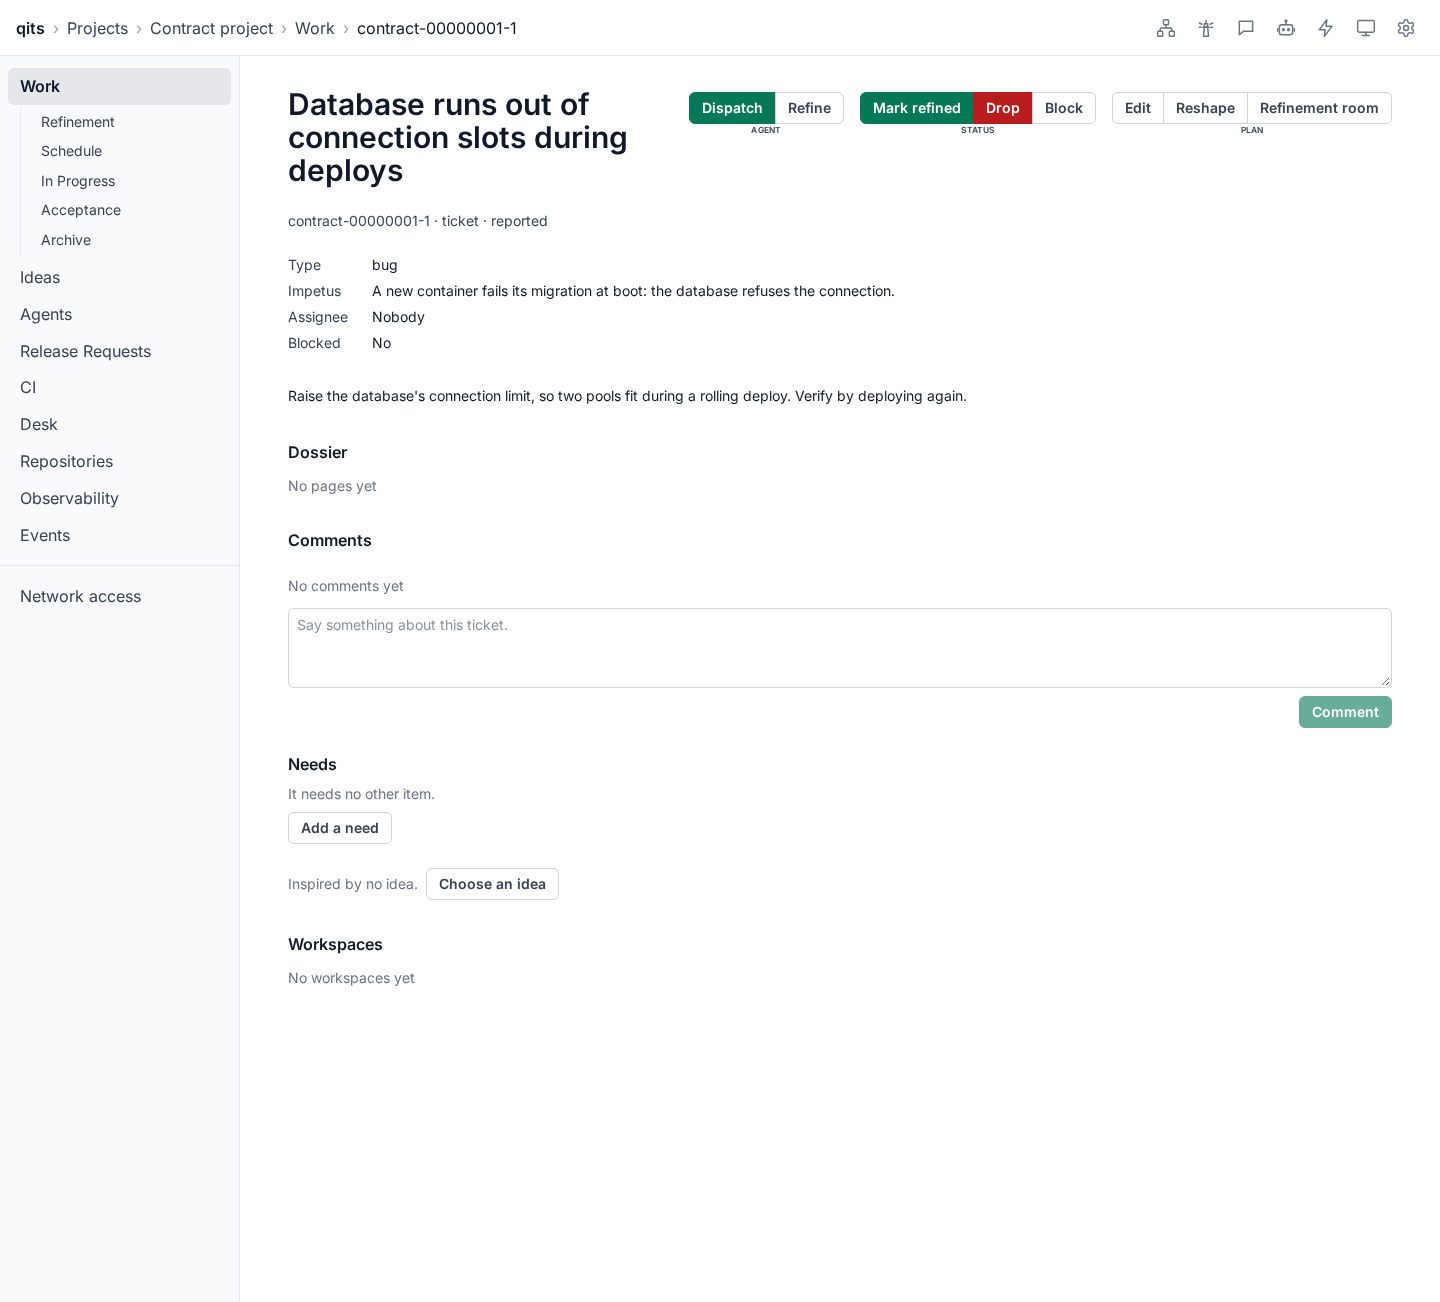 qits › Projects › Contract project › Work › contract-00000001-1
Work
Refinement
Schedule
In Progress
Acceptance
Archive
Ideas
Agents
Release Requests
CI
Desk
Repositories
Observability
Events
Network access
Database runs out of
connection slots during
deploys
Dispatch Refine
AGENT
Mark refined Drop Block
STATUS
Edit Reshape Refinement room
PLAN
contract-00000001-1 · ticket · reported
Type bug
Impetus A new container fails its migration at boot: the database refuses the connection.
Assignee Nobody
Blocked No
Raise the database's connection limit, so two pools fit during a rolling deploy. Verify by deploying again.
Dossier
No pages yet
Comments
No comments yet
Say something about this ticket.
Comment
Needs
It needs no other item.
Add a need
Inspired by no idea. Choose an idea
Workspaces
No workspaces yet